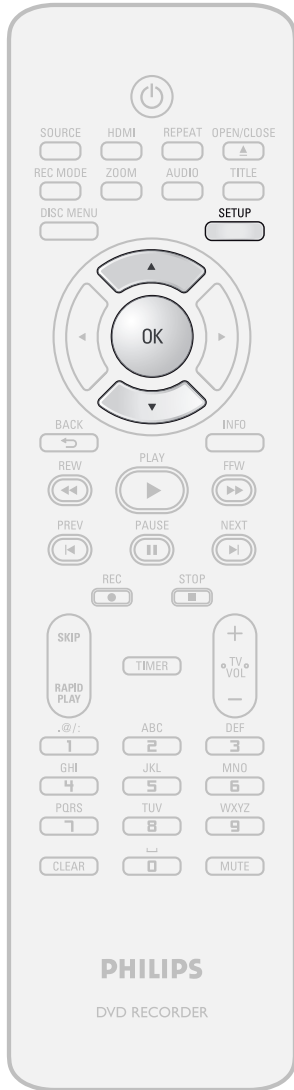 SOURCE HDMI REPEAT OPEN/CLOSE
REC MODE ZOOM AUDIO TITLE
DISC MENU SETUP
OK
BACK INFO
REW PLAY FFW
PREV PAUSE NEXT
REC STOP
SKIP
RAPID
PLAY
TIMER
+
TV
VOL
−
.@/: ABC DEF
1 2 3
GHI JKL MNO
4 5 6
PQRS TUV WXYZ
7 8 9
CLEAR 0 MUTE
PHILIPS
DVD RECORDER